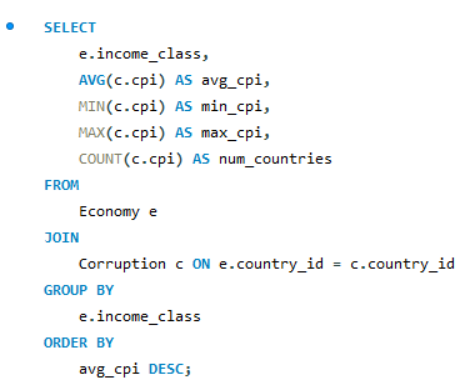 SELECT
e.income_class,
AVG(c.cpi) AS avg_cpi,
MIN(c.cpi) AS min_cpi,
MAX(c.cpi) AS max_cpi,
COUNT(c.cpi) AS num_countries
FROM
Economy e
JOIN
Corruption c ON e.country_id = c.country_id
GROUP BY
e.income_class
ORDER BY
avg_cpi DESC;